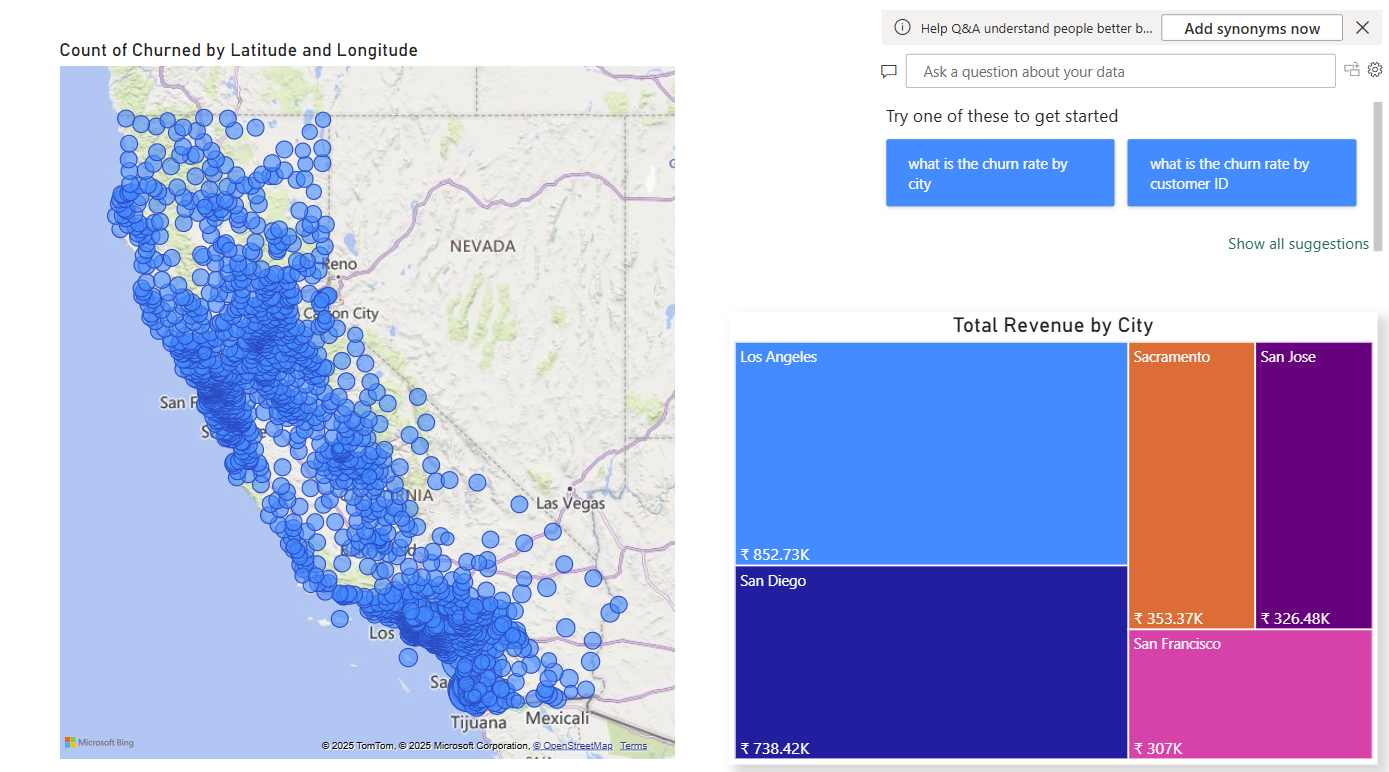 Count of Churned by Latitude and Longitude
NEVADA
Reno
City
San F
Las Vegas
Los
Sa
Tijuana
Mexicali
Microsoft Bing
© 2025 TomTom, © 2025 Microsoft Corporation, © OpenStreetMap Terms
Help Q&A understand people better b...
Add synonyms now
Ask a question about your data
Try one of these to get started
what is the churn rate by
city
what is the churn rate by
customer ID
Show all suggestions
Total Revenue by City
Los Angeles
₹ 852.73K
San Diego
₹ 738.42K
Sacramento
₹ 353.37K
San Jose
₹ 326.48K
San Francisco
₹ 307K